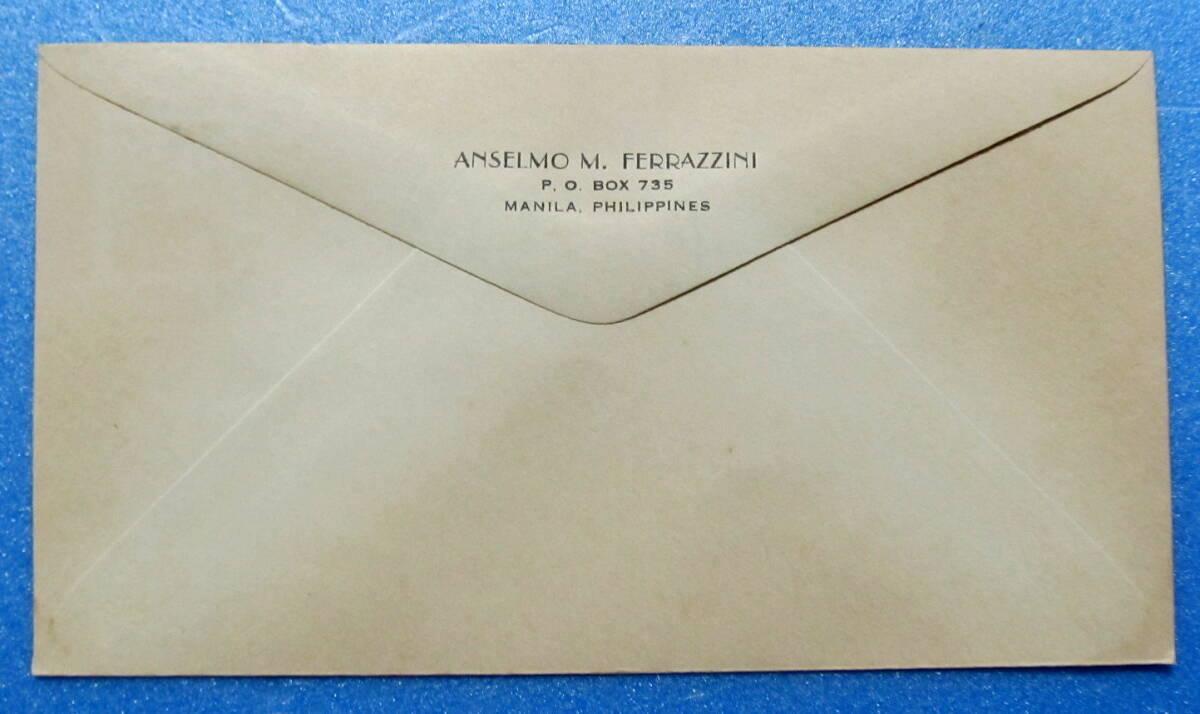 ANSELMO M. FERRAZZINI
P. O. BOX 735
MANILA, PHILIPPINES